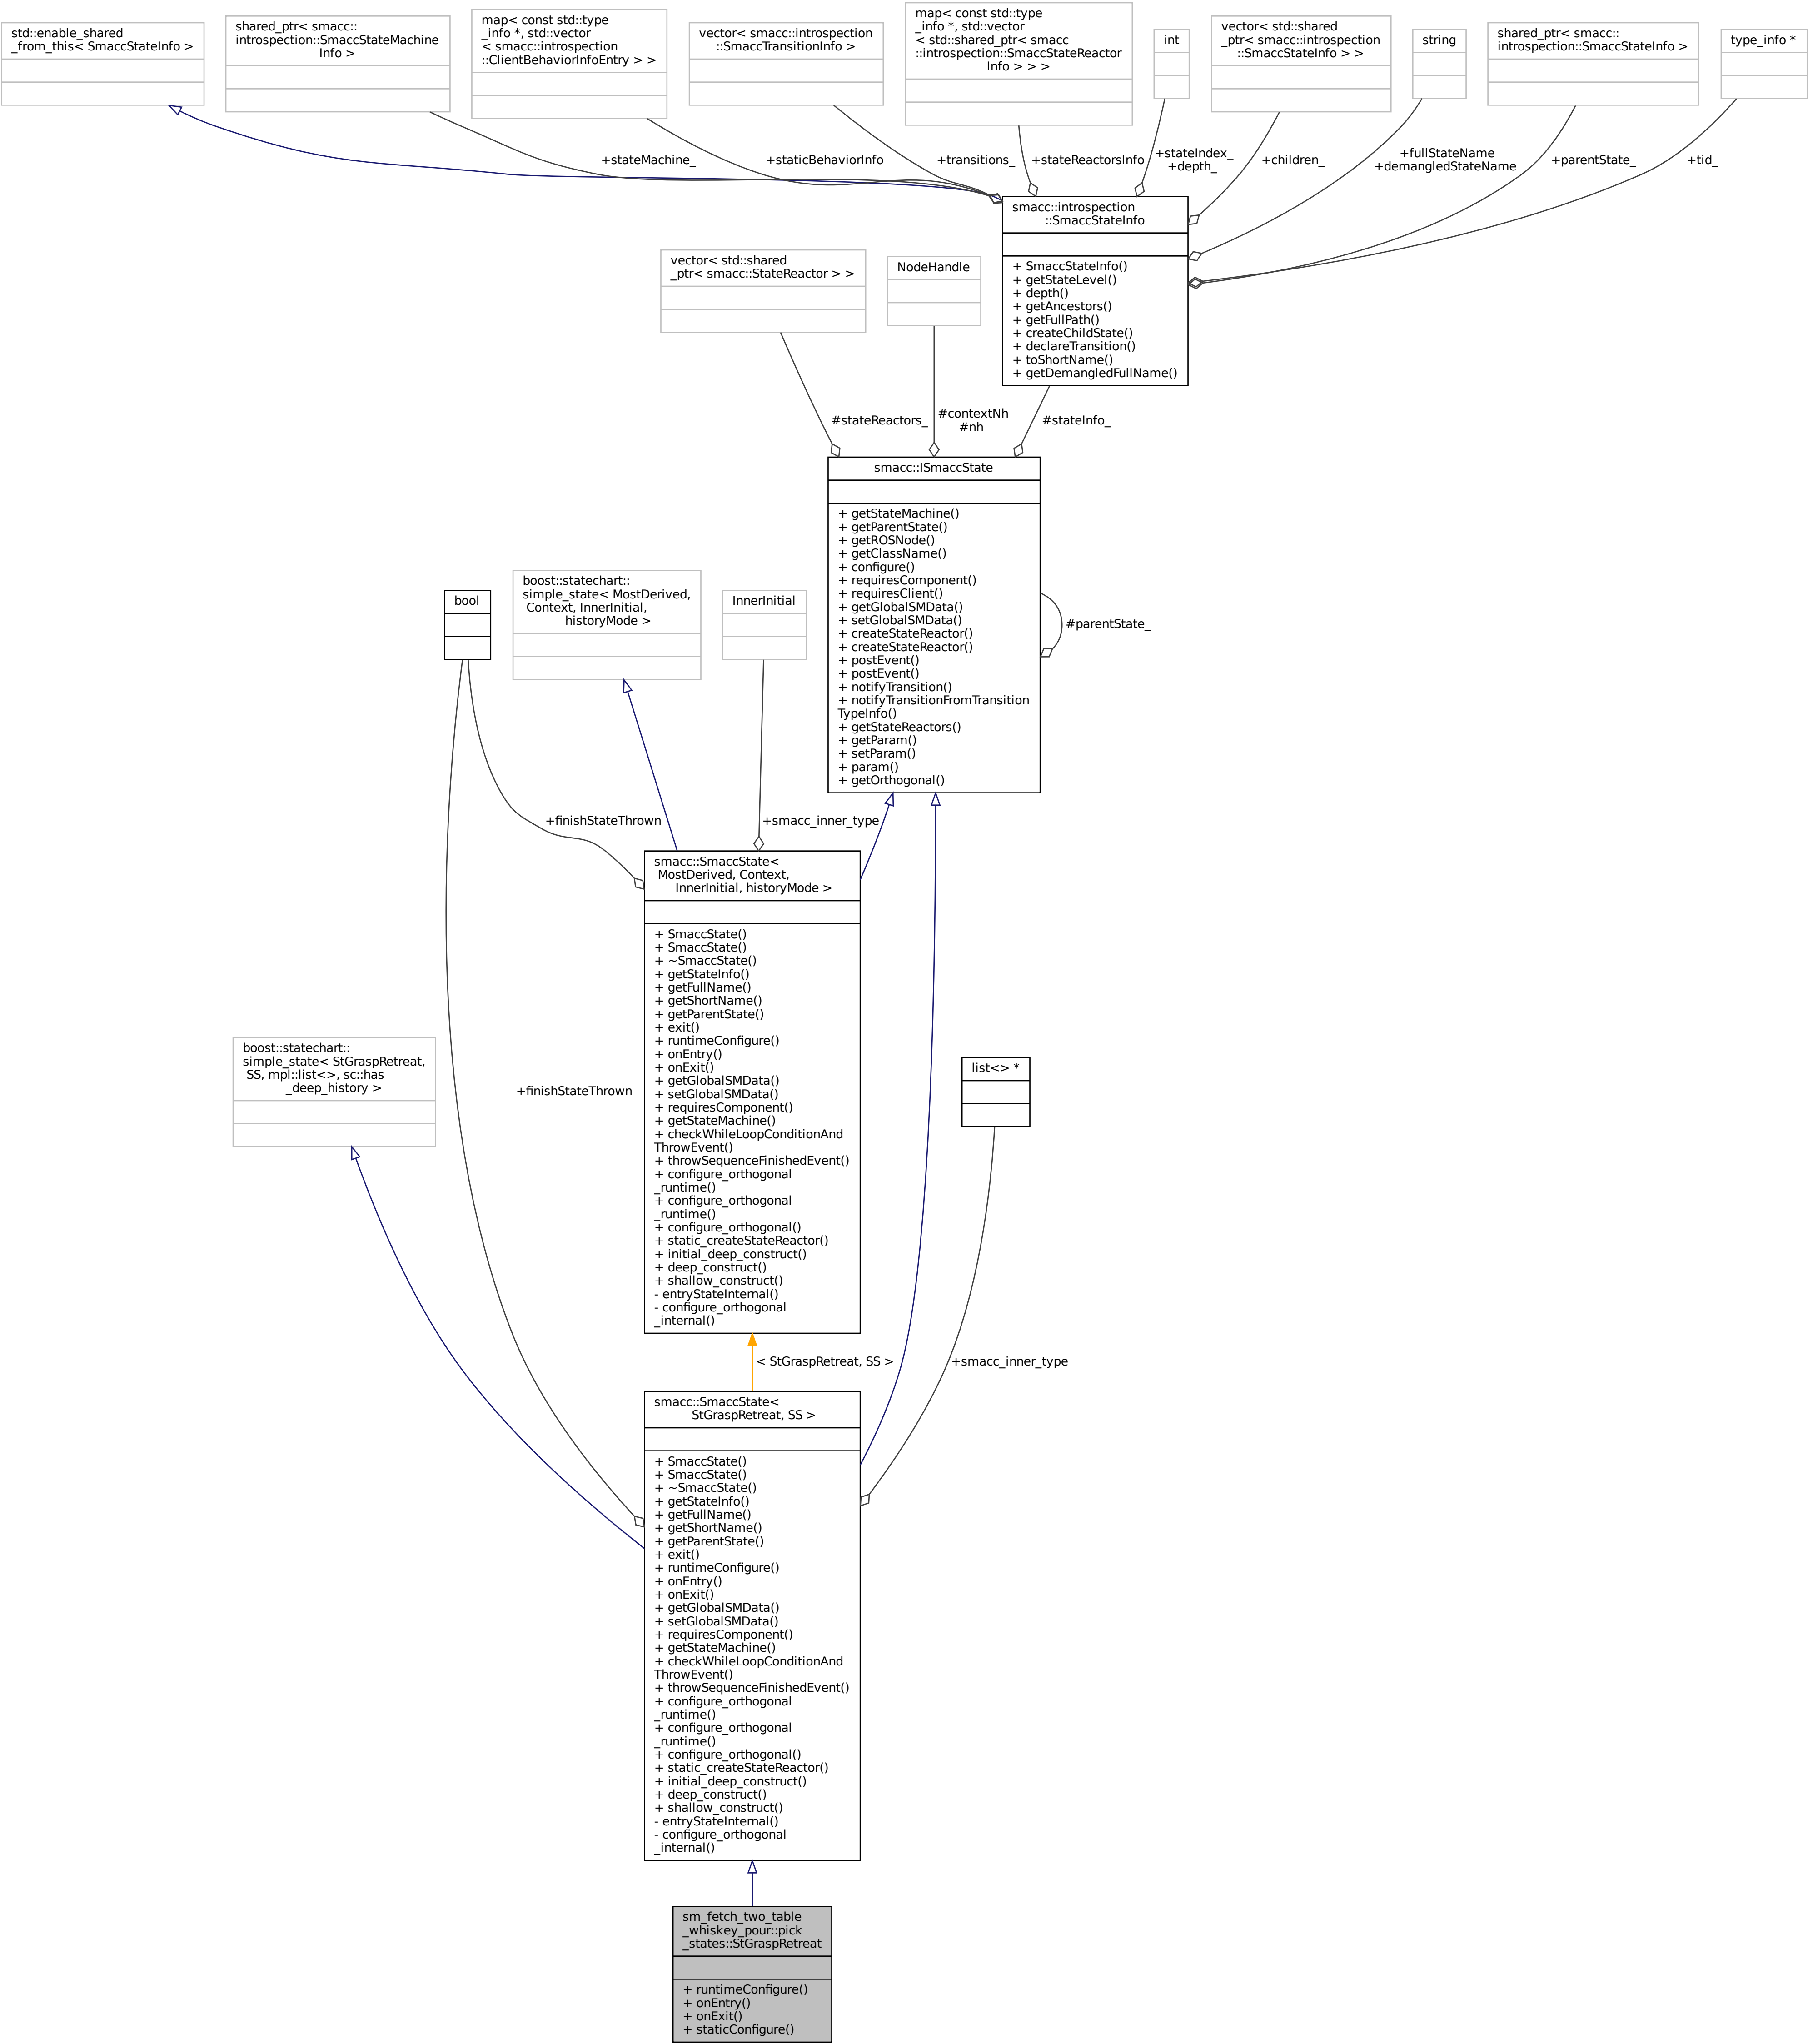 std::enable_shared
_from_this< SmaccStateInfo >
shared_ptr< smacc::
introspection::SmaccStateMachine
Info >
map< const std::type
_info *, std::vector
< smacc::introspection
::ClientBehaviorInfoEntry > >
vector< smacc::introspection
::SmaccTransitionInfo >
map< const std::type
_info *, std::vector
< std::shared_ptr< smacc
::introspection::SmaccStateReactor
Info > > >
int
vector< std::shared
_ptr< smacc::introspection
::SmaccStateInfo > >
string
shared_ptr< smacc::
introspection::SmaccStateInfo >
type_info *
+stateMachine_
+staticBehaviorInfo
+transitions_
+stateReactorsInfo
+stateIndex_
+depth_
+children_
+fullStateName
+demangledStateName
+parentState_
+tid_
smacc::introspection
::SmaccStateInfo
+ SmaccStateInfo()
+ getStateLevel()
+ depth()
+ getAncestors()
+ getFullPath()
+ createChildState()
+ declareTransition()
+ toShortName()
+ getDemangledFullName()
vector< std::shared
_ptr< smacc::StateReactor > >
NodeHandle
#stateReactors_
#contextNh
#nh
#stateInfo_
smacc::ISmaccState
+ getStateMachine()
+ getParentState()
+ getROSNode()
+ getClassName()
+ configure()
+ requiresComponent()
+ requiresClient()
+ getGlobalSMData()
+ setGlobalSMData()
+ createStateReactor()
+ createStateReactor()
+ postEvent()
+ postEvent()
+ notifyTransition()
+ notifyTransitionFromTransition
TypeInfo()
+ getStateReactors()
+ getParam()
+ setParam()
+ param()
+ getOrthogonal()
#parentState_
bool
boost::statechart::
simple_state< MostDerived,
Context, InnerInitial,
historyMode >
InnerInitial
+finishStateThrown
+smacc_inner_type
smacc::SmaccState<
MostDerived, Context,
InnerInitial, historyMode >
+ SmaccState()
+ SmaccState()
+ ~SmaccState()
+ getStateInfo()
+ getFullName()
+ getShortName()
+ getParentState()
+ exit()
+ runtimeConfigure()
+ onEntry()
+ onExit()
+ getGlobalSMData()
+ setGlobalSMData()
+ requiresComponent()
+ getStateMachine()
+ checkWhileLoopConditionAnd
ThrowEvent()
+ throwSequenceFinishedEvent()
+ configure_orthogonal
_runtime()
+ configure_orthogonal
_runtime()
+ configure_orthogonal()
+ static_createStateReactor()
+ initial_deep_construct()
+ deep_construct()
+ shallow_construct()
- entryStateInternal()
- configure_orthogonal
_internal()
boost::statechart::
simple_state< StGraspRetreat,
SS, mpl::list<>, sc::has
_deep_history >
+finishStateThrown
list<> *
< StGraspRetreat, SS >
+smacc_inner_type
smacc::SmaccState<
StGraspRetreat, SS >
+ SmaccState()
+ SmaccState()
+ ~SmaccState()
+ getStateInfo()
+ getFullName()
+ getShortName()
+ getParentState()
+ exit()
+ runtimeConfigure()
+ onEntry()
+ onExit()
+ getGlobalSMData()
+ setGlobalSMData()
+ requiresComponent()
+ getStateMachine()
+ checkWhileLoopConditionAnd
ThrowEvent()
+ throwSequenceFinishedEvent()
+ configure_orthogonal
_runtime()
+ configure_orthogonal
_runtime()
+ configure_orthogonal()
+ static_createStateReactor()
+ initial_deep_construct()
+ deep_construct()
+ shallow_construct()
- entryStateInternal()
- configure_orthogonal
_internal()
sm_fetch_two_table
_whiskey_pour::pick
_states::StGraspRetreat
+ runtimeConfigure()
+ onEntry()
+ onExit()
+ staticConfigure()